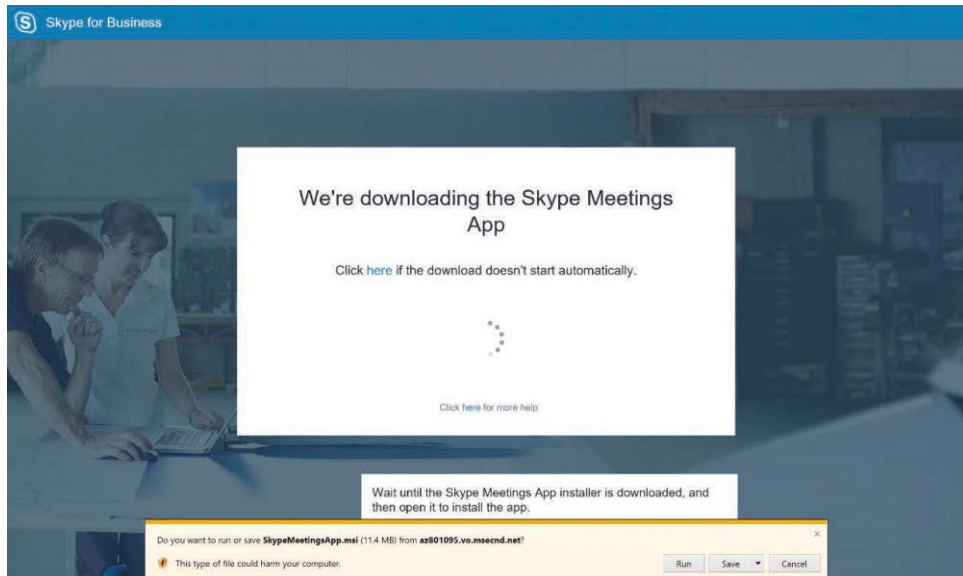 Skype for Business
We're downloading the Skype Meetings
App
Click here if the download doesn't start automatically.
Click here for more help
Wait until the Skype Meetings App installer is downloaded, and
then open it to install the app.
Do you want to run or save SkypeMeetingsApp.msi (11.4 MB) from az801095.vo.msecnd.net?
This type of file could harm your computer.
Run Save Cancel